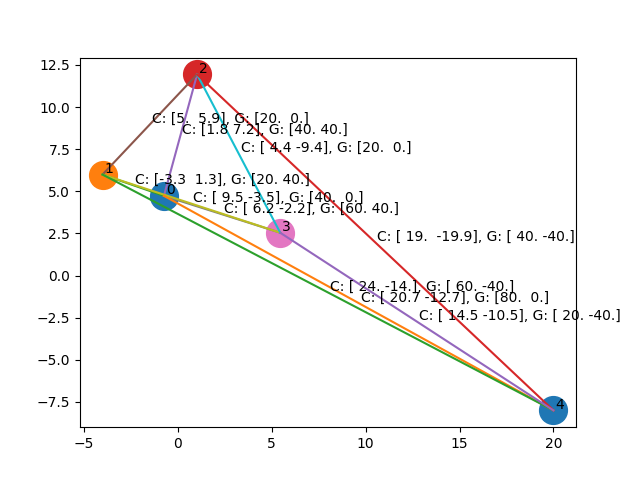 12.5
10.0
7.5
5.0
2.5
0.0
−2.5
−5.0
−7.5
2
C: [5.  5.9], G: [20.  0.]
C: [1.8 7.2], G: [40. 40.]
C: [ 4.4 -9.4], G: [20.  0.]
1
C: [-3.3  1.3], G: [20. 40.]
0
C: [ 9.5 -3.5], G: [40.  0.]
C: [ 6.2 -2.2], G: [60. 40.]
3
C: [ 19.  -19.9], G: [ 40. -40.]
C: [ 24. -14.], G: [ 60. -40.]
C: [ 20.7 -12.7], G: [80.  0.]
C: [ 14.5 -10.5], G: [ 20. -40.]
4
−5
0
5
10
15
20